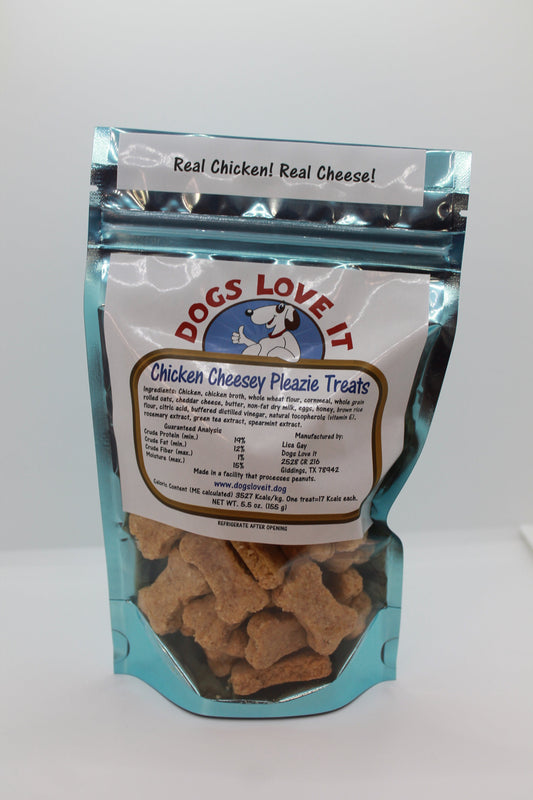 Real Chicken! Real Cheese!
DOGS LOVE IT
Chicken Cheesey Pleazie Treats
Ingredients: Chicken, chicken broth, whole wheat flour, cornmeal, whole grain
rolled oats, cheddar cheese, butter, non-fat dry milk, eggs, honey, brown rice
flour, citric acid, buffered distilled vinegar, natural tocopherols (vitamin E),
rosemary extract, green tea extract, spearmint extract.
Guaranteed Analysis
Crude Protein (min.) 19%
Crude Fat (min.) 12%
Crude Fiber (max.) 1%
Moisture (max.) 15%
Manufactured by:
Lisa Gay
Dogs Love It
2528 CR 216
Giddings, TX 78942
Made in a facility that processes peanuts.
www.dogsloveit.dog
Caloric Content (ME calculated) 3527 Kcals/kg. One treat=17 Kcals each.
NET WT. 5.5 oz. (155 g)
REFRIGERATE AFTER OPENING